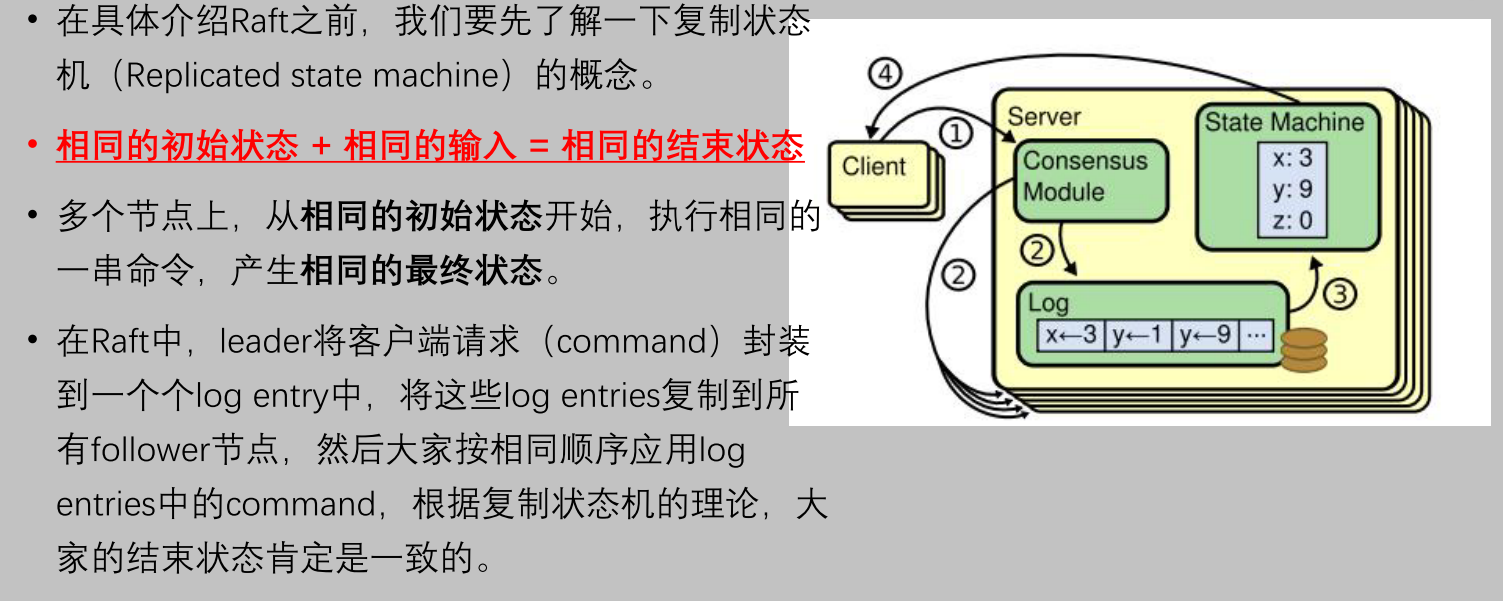 • 在具体介绍Raft之前，我们要先了解一下复制状态
机（Replicated state machine）的概念。
• 相同的初始状态 + 相同的输入 = 相同的结束状态
• 多个节点上，从相同的初始状态开始，执行相同的
一串命令，产生相同的最终状态。
• 在Raft中，leader将客户端请求（command）封装
到一个个log entry中，将这些log entries复制到所
有follower节点，然后大家按相同顺序应用log
entries中的command，根据复制状态机的理论，大
家的结束状态肯定是一致的。
④
①
Client
Server
Consensus
Module
②
②
State Machine
x: 3
y: 9
z: 0
③
Log
x←3 y←1 y←9 ...